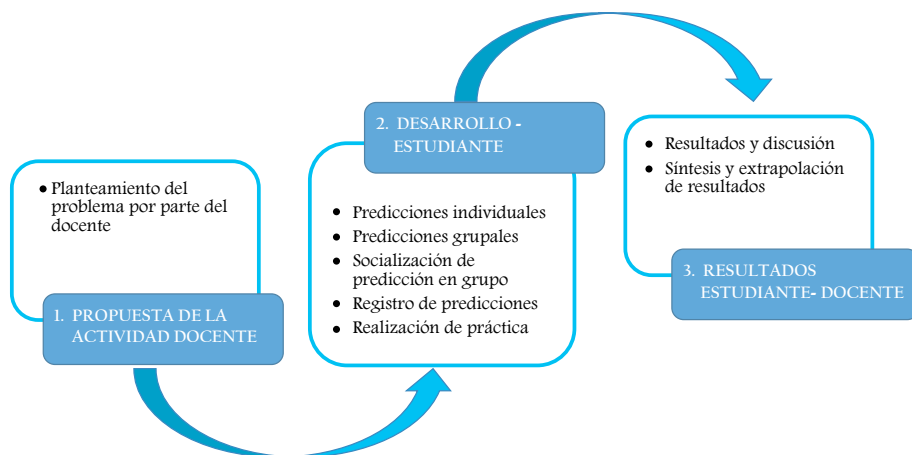 • Planteamiento del
problema por parte del
docente
1. PROPUESTA DE LA
ACTIVIDAD DOCENTE
2. DESARROLLO -
ESTUDIANTE
• Predicciones individuales
• Predicciones grupales
• Socialización de
predicción en grupo
• Registro de predicciones
• Realización de práctica
• Resultados y discusión
• Síntesis y extrapolación
de resultados
3. RESULTADOS
ESTUDIANTE- DOCENTE